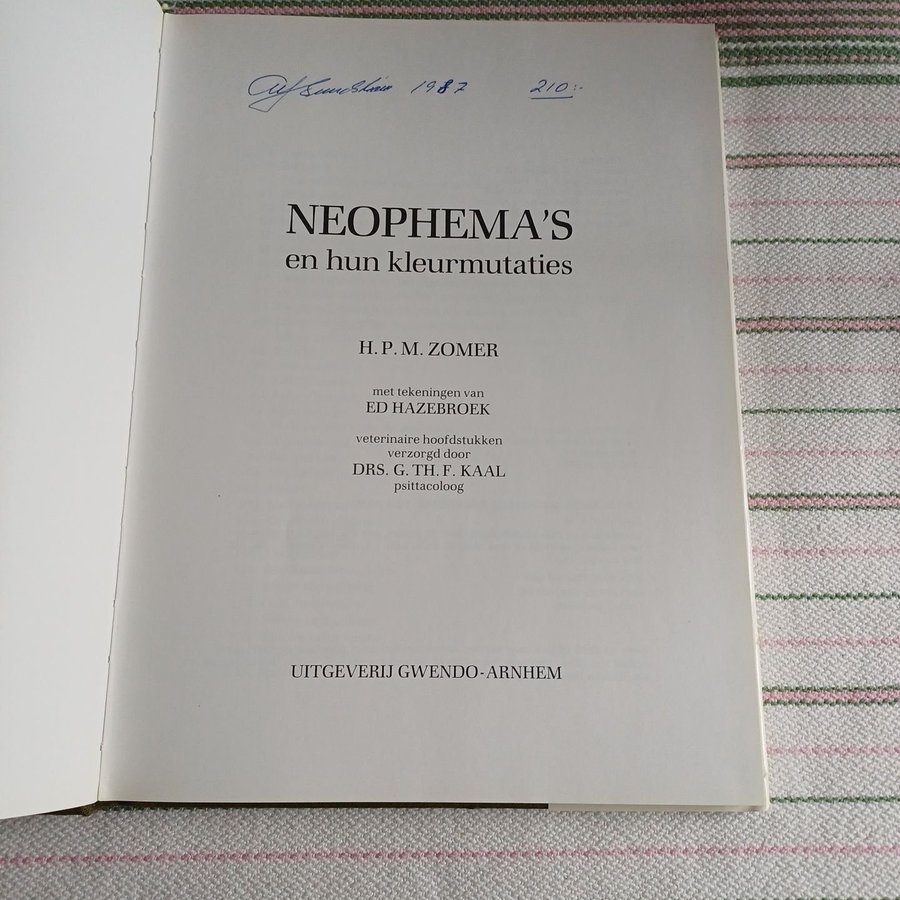 1987 210:-
NEOPHEMA'S
en hun kleurmutaties
H. P. M. ZOMER
met tekeningen van
ED HAZEBROEK
veterinaire hoofdstukken
verzorgd door
DRS. G. TH. F. KAAL
psittacoloog
UITGEVERIJ GWENDO-ARNHEM